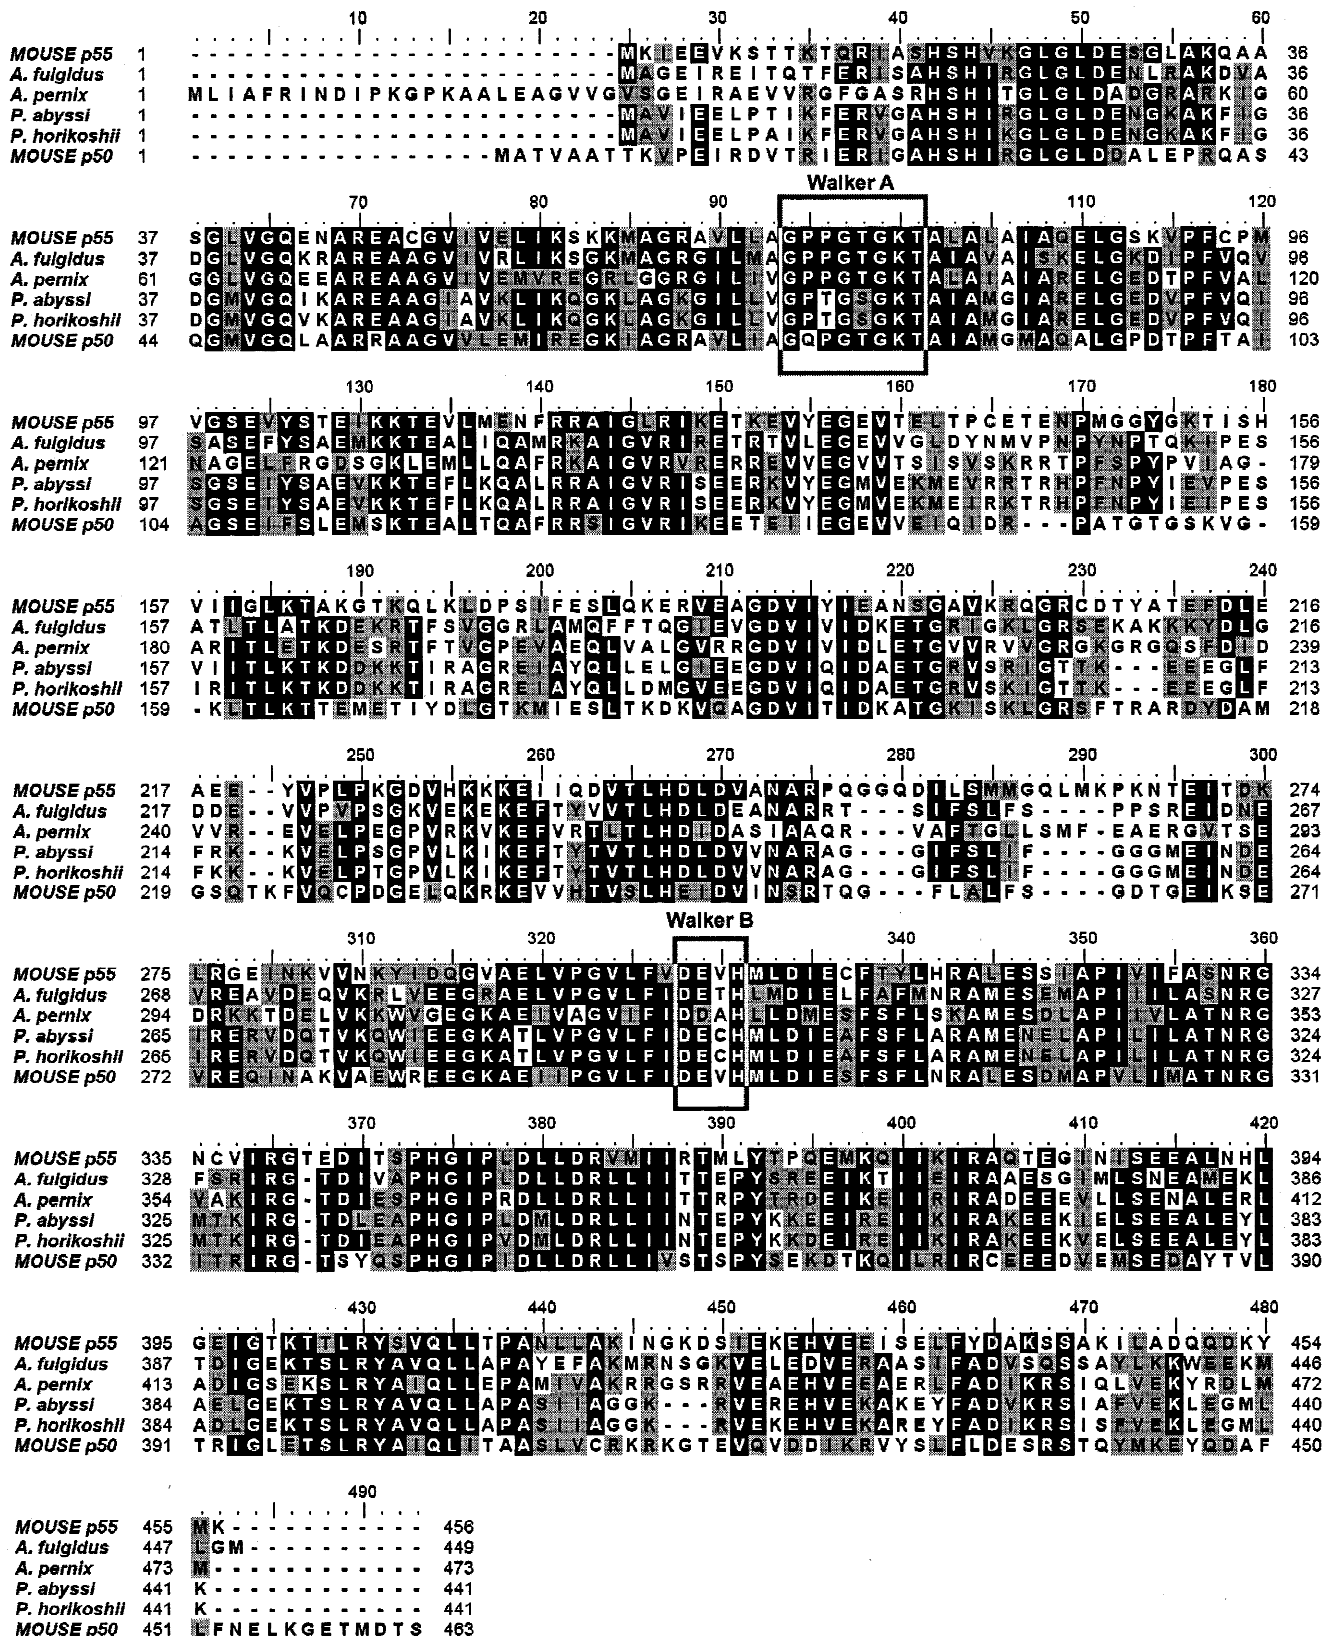 10 20 30 40 50 60
MOUSE p55 1 ------------------------MKIEEVKSTTKTQRIASHSHVKGLGLDESGLAKQAA 36
A. fulgidus 1 ------------------------MAGEIREITQTFERISAHSHIRGLGLDENLRAKDVA 36
A. pernix 1 MLIAFRINDIPKGPKAALEAGVVGVSGEIRAEVVRGFGASRHSHITGLGLDADGRARKIG 60
P. abyssi 1 ------------------------MAVIEELPTIKFERVGAHSHIRGLGLDENGKAKFIG 36
P. horikoshii 1 ------------------------MAVIEELPAIKFERVGAHSHIKGLGLDENGKAKFIG 36
MOUSE p50 1 -----------------MATVAATTKVPEIRDVTRIERIGAHSHIRGLGLDDALEPRQAS 43
Walker A
70 80 90 100 110 120
MOUSE p55 37 SGLVGQENAREACGVIVELIKSKKMAGRAVLLAGPPGTGKTALALAIAQELGSKVPFCPM 96
A. fulgidus 37 DGLVGQKRAREAAGVIVRLIKSGKMAGRGILMAGPPGTGKTAIAVAISKELGKDIPFVQV 96
A. pernix 61 GGLVGQEEAREAAGVIVEMVREGRLGGRGILIVGPPGTGKTALAIAIARELGEDTPFVAL 120
P. abyssi 37 DGMVGQIKAREAAGIAVKLIKQGKLAGKGILLVGPTGSGKTAIAMGIARELGEDVPFVQI 96
P. horikoshii 37 DGMVGQVKAREAAGIAVKLIKQGKLAGKGILLVGPTGSGKTAIAMGIARELGEDVPFVQI 96
MOUSE p50 44 QGMVGQLAARRAAGVVLEMIREGKIAGRAVLIAGQPGTGKTAIAMGMAQALGPDTPFTAI 103
130 140 150 160 170 180
MOUSE p55 97 VGSEVYSTEIKKTEVLMENFRRAIGLRIKETKEVYEGEVTELTPCETENPMGGYGKTISH 156
A. fulgidus 97 SASEFYSAEMKKTEALIQAMRKAIGVRIRETRTVLEGEVVGLDYNMVPNPYNPTQKIPES 156
A. pernix 121 NAGELFRGDSGKLEMLLQAFRKAIGVRVRERREVVEGVVTSISVSKRRTPFSPYPVIAG- 179
P. abyssi 97 SGSEIYSAEVKKTEFLKQALRRAIGVRISEERKVYEGMVEKMEVRRTRHPFNPYIEVPES 156
P. horikoshii 97 SGSEIYSAEVKKTEFLKQALRRAIGVRISEERKVYEGMVEKMEIRKTRHPFNPYIEIPES 156
MOUSE p50 104 AGSEIFSLEMSKTEALTQAFRRSIGVRIKEETEIIEGEVVEIQIDR---PATGTGSKVG- 159
190 200 210 220 230 240
MOUSE p55 157 VIIGLKTAKGTKQLKLDPSIFESLQKERVEAGDVIYIEANSGAVKRQGRCDTYATEFDLE 216
A. fulgidus 157 ATLTLATKDEKRTFSVGGRLAMQFFTQGIEVGDVIVIDKETGRIGKLGRSEKAKKKYDLG 216
A. pernix 180 ARITLETKDESRTFTVGPEVAEQLVALGVRRGDVIQIDLETGVVRVVGRGKGRGQSFDID 239
P. abyssi 157 VIITLKTKDDKKTIRAGREIAYQLLELGIEEGDVIQIDAETGRVSRIGTTK---EEEGLF 213
P. horikoshii 157 IRITLKTKDDKKTIRAGREIAYQLLDMGVEEGDVIQIDAETGRVSKIGTTK---EEEGLF 213
MOUSE p50 159 -KLTLKTTEMETIYDLGTKMIESLTKDKVQAGDVITIDKATGKISKLGRSFTRARDYDAM 218
250 260 270 280 290 300
MOUSE p55 217 AEE--YVPLPKGDVHKKKEIIQDVTLHDLDVANARPQGGQDILSMMGQLMKPKNTEITDK 274
A. fulgidus 217 DDE--VVPVPSGKVEKEKEFTYVVTLHDLDEANARRT---SIFSLFS----PPSREIDNE 267
A. pernix 240 VVR--EVELPEGPVRKVKEFVRTLTLHDIDASIAAQR---VAFTGLLSMF-EAERGVTSE 293
P. abyssi 214 FRK--KVELPSGPVLKIKEFTYTVTLHDLDVVNARAG---GIFSLIF----GGGMEINDE 264
P. horikoshii 214 FKK--KVELPTGPVLKIKEFTYTVTLHDLDVVNARAG---GIFSLIF----GGGMEINDE 264
MOUSE p50 219 GSQTKFVQCPDGELQKRKEVVHTVSLHEIDVINSRTQG---FLALFS----GDTGEIKSE 271
Walker B
310 320 340 350 360
MOUSE p55 275 LRGEINKVVNKYIDQGVAELVPGVLFVDEVHMLDIECFTYLHRALESSIAPIVIFASNRG 334
A. fulgidus 268 VREAVDEQVKRLVEEGRAELVPGVLFIDETHLMDIELFAFMNRAMESEMAPIIILASNRG 327
A. pernix 294 DRKKTDELVKKWVGEGKAEIVAGVIFIDDAHLLDMESFSFLSKAMESDLAPIIVLATNRG 353
P. abyssi 265 IRERVDQTVKQWIEEGKATLVPGVLFIDECHMLDIEAFSFLARAMENELAPILILATNRG 324
P. horikoshii 265 IRERVDQTVKQWIEEGKATLVPGVLFIDECHMLDIEAFSFLARAMENELAPILILATNRG 324
MOUSE p50 272 VREQINAKVAEWREEGKAEIIPGVLFIDEVHMLDIESFSFLNRALESDMAPVLIMATNRG 331
370 380 390 400 410 420
MOUSE p55 335 NCVIRGTEDITSPHGIPLDLLDRVMIIRTMLYTPQEMKQIIKIRAQTEGINISEEALNHL 394
A. fulgidus 328 FSRIRG-TDIVAPHGIPLDLLDRLLIITTEPYSREEIKTIIEIRAAESGIMLSNEAMEKL 386
A. pernix 354 VAKIRG-TDIESPHGIPRDLLDRLLIITTRPYTRDEIKEIIRIRADEEEVLLSENALERL 412
P. abyssi 325 MTKIRG-TDLEAPHGIPLDMLDRLLIINTEPYKKEEIREIIKIRAKEEKIELSEEALEYL 383
P. horikoshii 325 MTKIRG-TDIEAPHGIPVDMLDRLLIINTEPYKKDEIREIIKIRAKEEKVELSEEALEYL 383
MOUSE p50 332 ITRIRG-TSYQSPHGIPIDLLDRLLIVSTSPYSEKDTKQILRIRCEEEDVEMSEDAYTVL 390
430 440 450 460 470 480
MOUSE p55 395 GEIGTKTTLRYSVQLLTPANLLAKINGKDSIEKEHVEEISELFYDAKSSAKILADQQDKY 454
A. fulgidus 387 TDIGEKTSLRYAVQLLAPAYEFAKMRNSGKVELEDVERAASIFADVSQSSAYLKKWEEKM 446
A. pernix 413 ADIGSEKSLRYAIQLLEPAMIVAKRRGSRRVEAEHVEEAERLFADIKRSIQLVEKYRDLM 472
P. abyssi 384 AELGEKTSLRYAVQLLAPASIIAGGK---RVEREHVEKAKEYFADVKRSIAFVEKLEGML 440
P. horikoshii 384 ADLGEKTSLRYAVQLLAPASIIAGGK---RVEKEHVEKAREYFADIKRSISFVEKLEGML 440
MOUSE p50 391 TRIGLETSLRYAIQLITAASLVCRKRKGTEVQVDDIKRVYSLFLDESRSTQYMKEYQDAF 450
490
MOUSE p55 455 MK----------- 456
A. fulgidus 447 LGM---------- 449
A. pernix 473 M------------ 473
P. abyssi 441 K------------ 441
P. horikoshii 441 K------------ 441
MOUSE p50 451 LFNELKGETMDTS 463